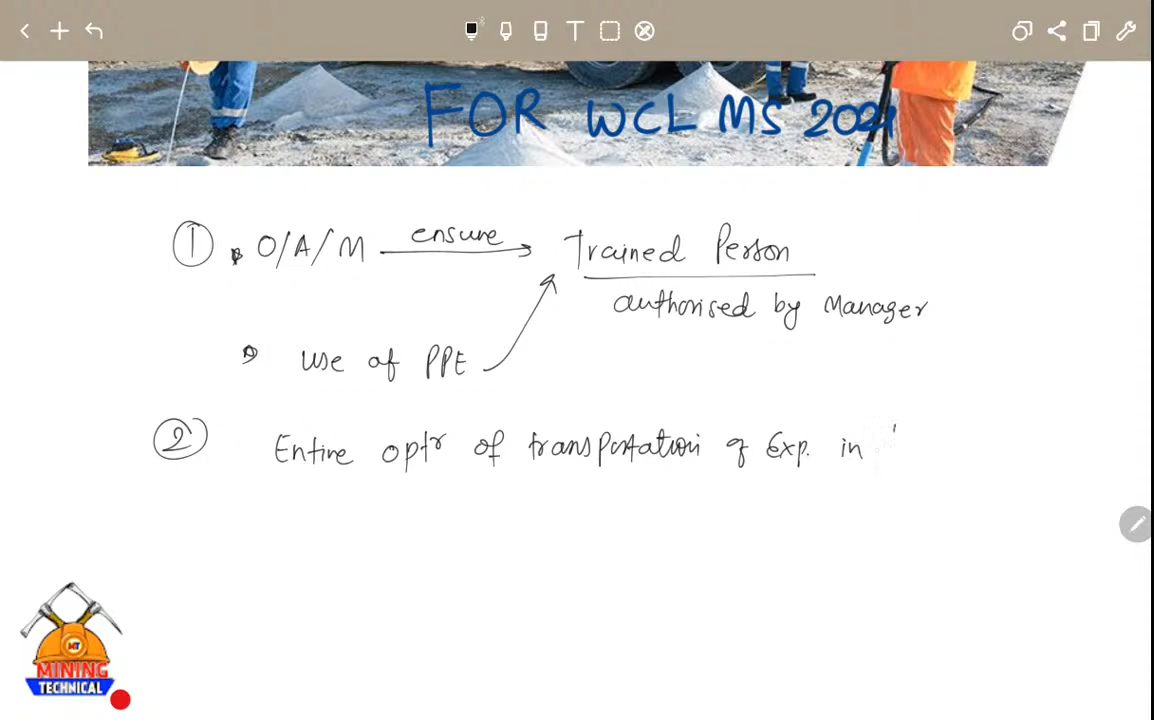 FOR WCL MS 2021
① O/A/M ensure Trained Person
authorised by Manager
Use of PPE
② Entire optr of transportation of Exp. in
MT
MINING
TECHNICAL